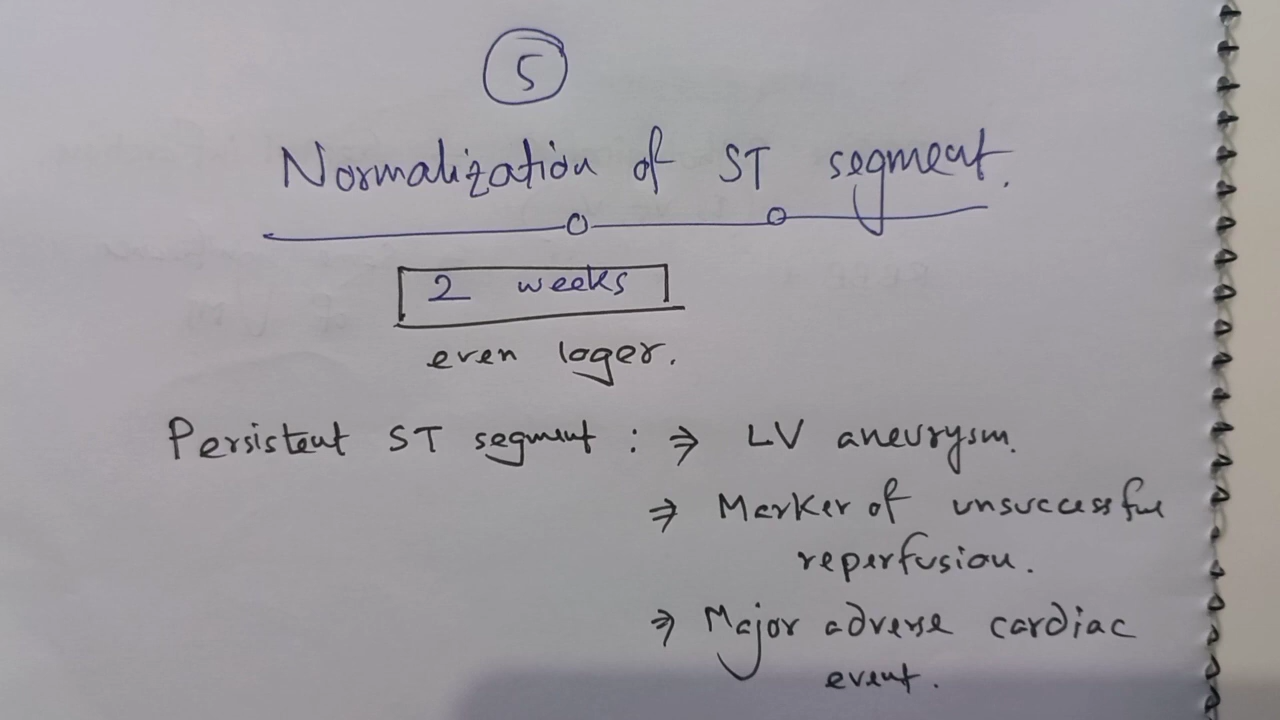 5
Normalization of ST segment.
2 weeks
even loger.
Persistent ST segment : ⇒ LV aneurysm.
⇒ Marker of unsuccessful
reperfusion.
⇒ Major adverse cardiac
event.